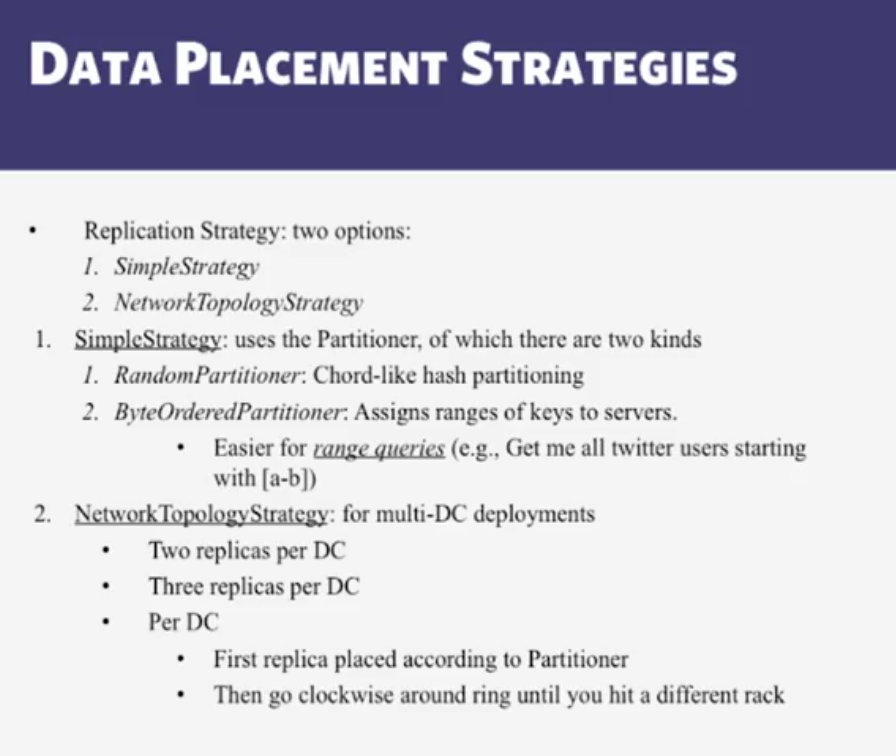 DATA PLACEMENT STRATEGIES
• Replication Strategy: two options:
1. SimpleStrategy
2. NetworkTopologyStrategy
1. SimpleStrategy: uses the Partitioner, of which there are two kinds
1. RandomPartitioner: Chord-like hash partitioning
2. ByteOrderedPartitioner: Assigns ranges of keys to servers.
• Easier for range queries (e.g., Get me all twitter users starting
with [a-b])
2. NetworkTopologyStrategy: for multi-DC deployments
• Two replicas per DC
• Three replicas per DC
• Per DC
• First replica placed according to Partitioner
• Then go clockwise around ring until you hit a different rack